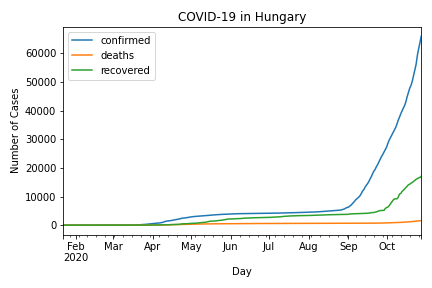 COVID-19 in Hungary
confirmed
deaths
recovered
Number of Cases
60000
50000
40000
30000
20000
10000
0
Feb Mar Apr May Jun Jul Aug Sep Oct
2020
Day